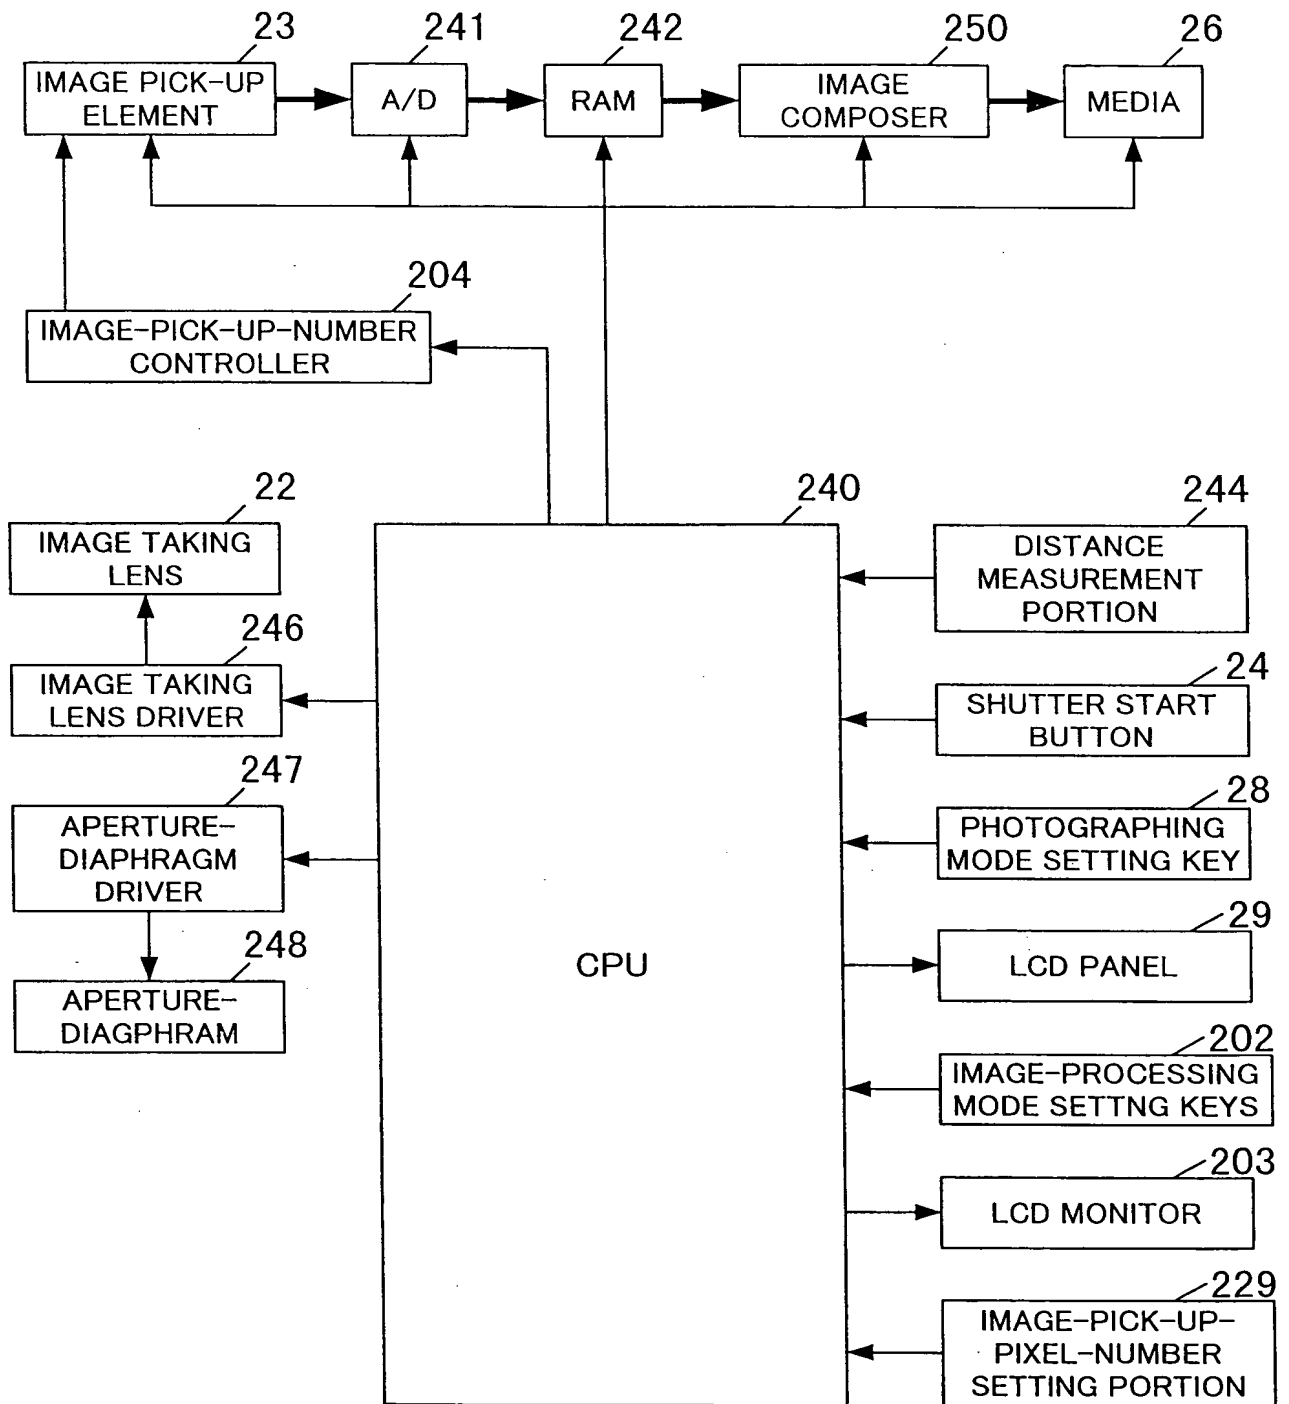 23
241
242
250
26
IMAGE PICK-UP
ELEMENT
A/D
RAM
IMAGE
COMPOSER
MEDIA
204
IMAGE-PICK-UP-NUMBER
CONTROLLER
22
IMAGE TAKING
LENS
246
IMAGE TAKING
LENS DRIVER
247
APERTURE-
DIAPHRAGM
DRIVER
248
APERTURE-
DIAGPHRAM
240
CPU
244
DISTANCE
MEASUREMENT
PORTION
24
SHUTTER START
BUTTON
28
PHOTOGRAPHING
MODE SETTING KEY
29
LCD PANEL
202
IMAGE-PROCESSING
MODE SETTNG KEYS
203
LCD MONITOR
229
IMAGE-PICK-UP-
PIXEL-NUMBER
SETTING PORTION